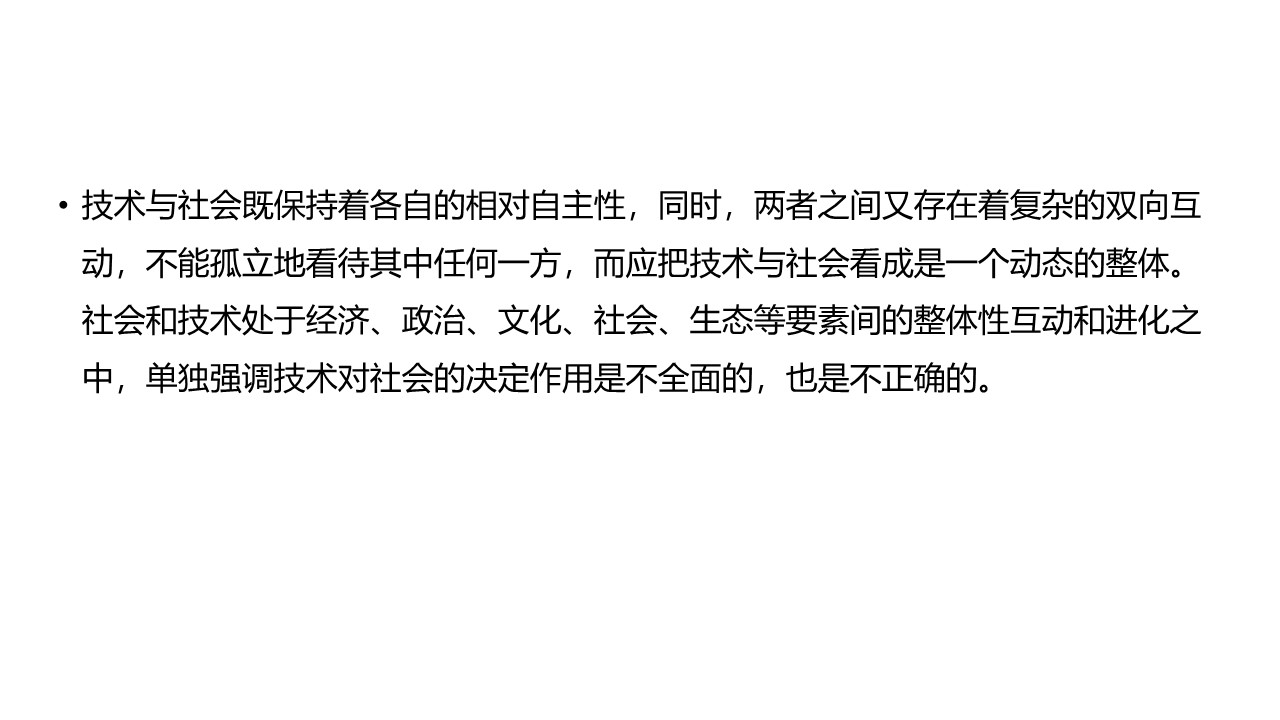 • 技术与社会既保持着各自的相对自主性，同时，两者之间又存在着复杂的双向互
动，不能孤立地看待其中任何一方，而应把技术与社会看成是一个动态的整体。
社会和技术处于经济、政治、文化、社会、生态等要素间的整体性互动和进化之
中，单独强调技术对社会的决定作用是不全面的，也是不正确的。